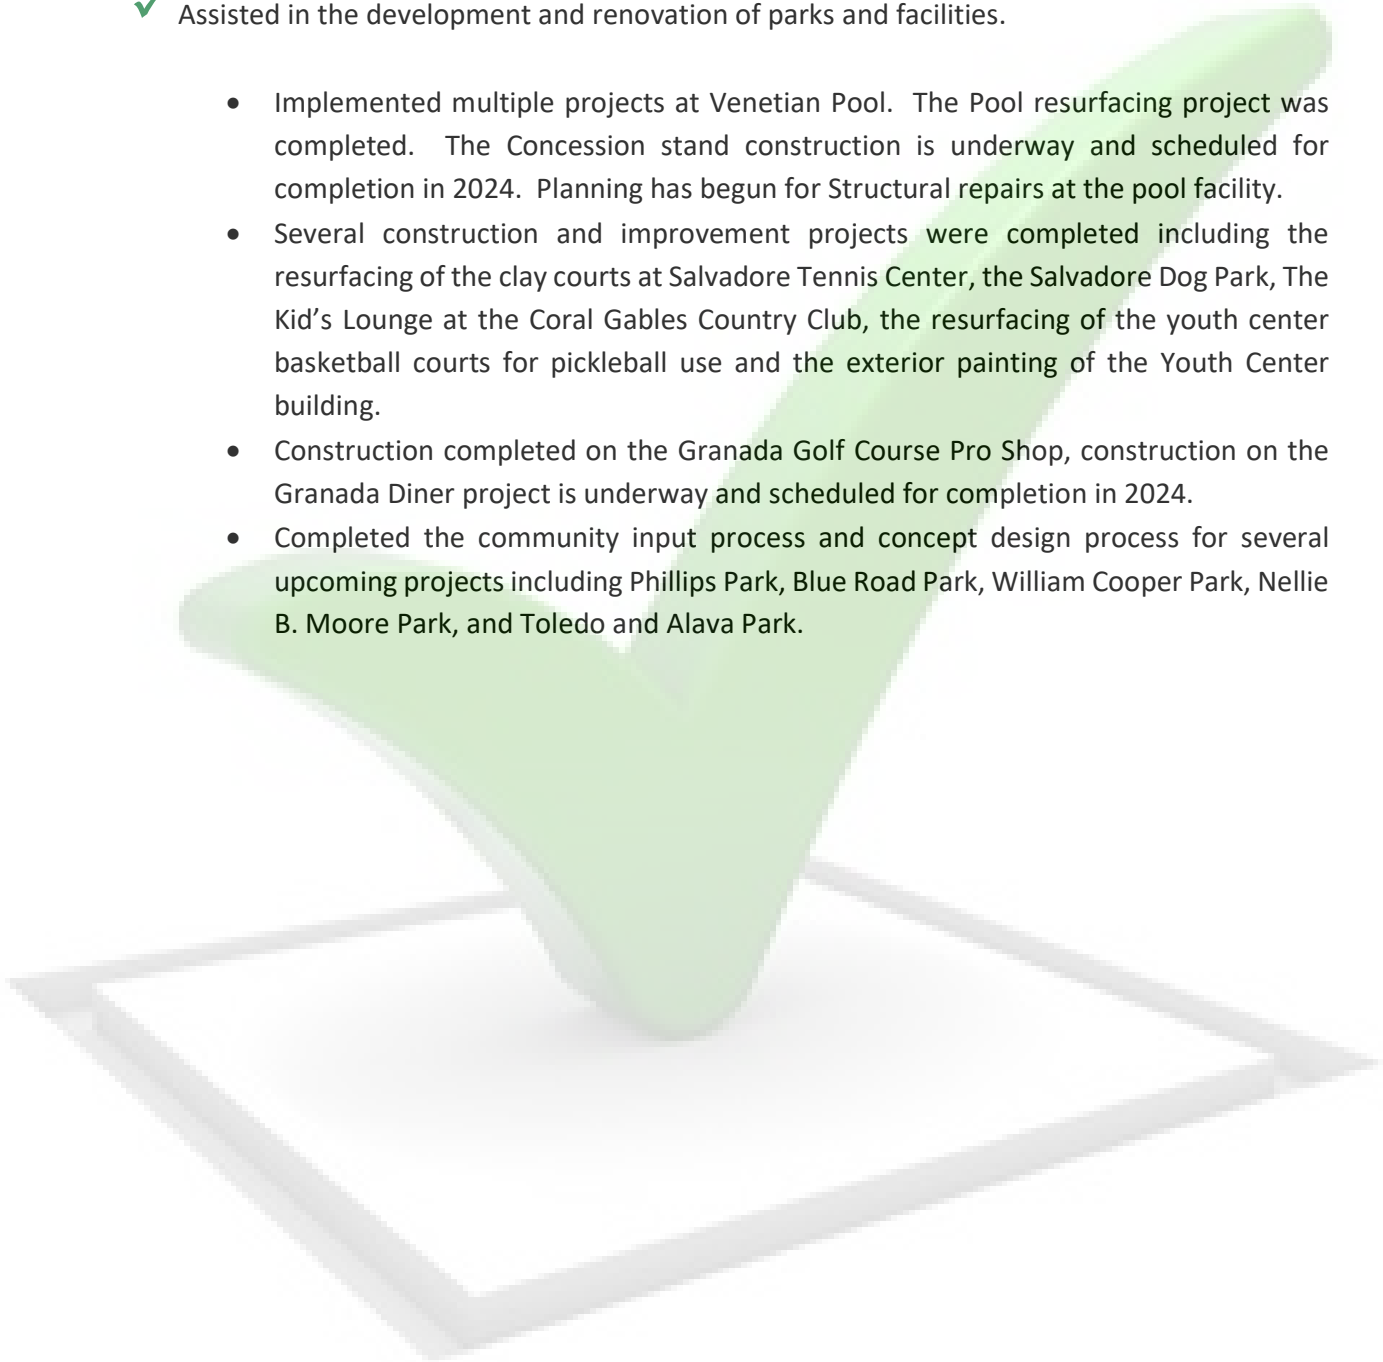 Assisted in the development and renovation of parks and facilities.
• Implemented multiple projects at Venetian Pool. The Pool resurfacing project was
completed. The Concession stand construction is underway and scheduled for
completion in 2024. Planning has begun for Structural repairs at the pool facility.
• Several construction and improvement projects were completed including the
resurfacing of the clay courts at Salvadore Tennis Center, the Salvadore Dog Park, The
Kid’s Lounge at the Coral Gables Country Club, the resurfacing of the youth center
basketball courts for pickleball use and the exterior painting of the Youth Center
building.
• Construction completed on the Granada Golf Course Pro Shop, construction on the
Granada Diner project is underway and scheduled for completion in 2024.
• Completed the community input process and concept design process for several
upcoming projects including Phillips Park, Blue Road Park, William Cooper Park, Nellie
B. Moore Park, and Toledo and Alava Park.